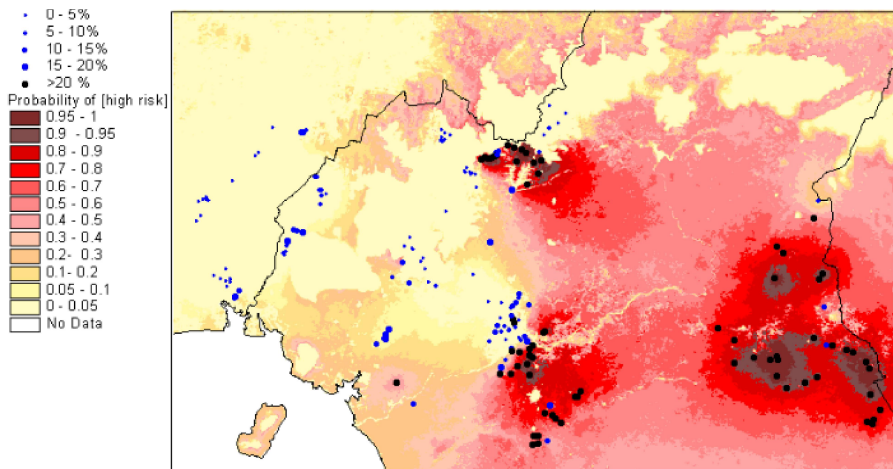 0 - 5%
5 - 10%
10 - 15%
15 - 20%
>20 %
Probability of [high risk]
0.95 - 1
0.9 - 0.95
0.8 - 0.9
0.7 - 0.8
0.6 - 0.7
0.5 - 0.6
0.4 - 0.5
0.3 - 0.4
0.2- 0.3
0.1 - 0.2
0.05 - 0.1
0 - 0.05
No Data